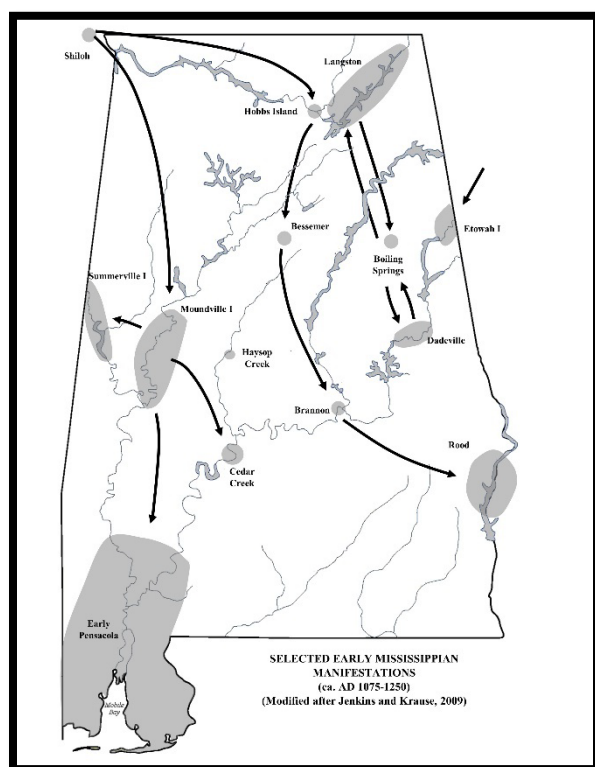 Shiloh
Langston
Hobbs Island
Bessemer
Etowah I
Boiling
Springs
Summerville I
Moundville I
Dadeville
Haysop
Creek
Brannon
Rood
Cedar
Creek
Early
Pensacola
Mobile
Bay
SELECTED EARLY MISSISSIPPIAN
MANIFESTATIONS
(ca. AD 1075-1250)
(Modified after Jenkins and Krause, 2009)